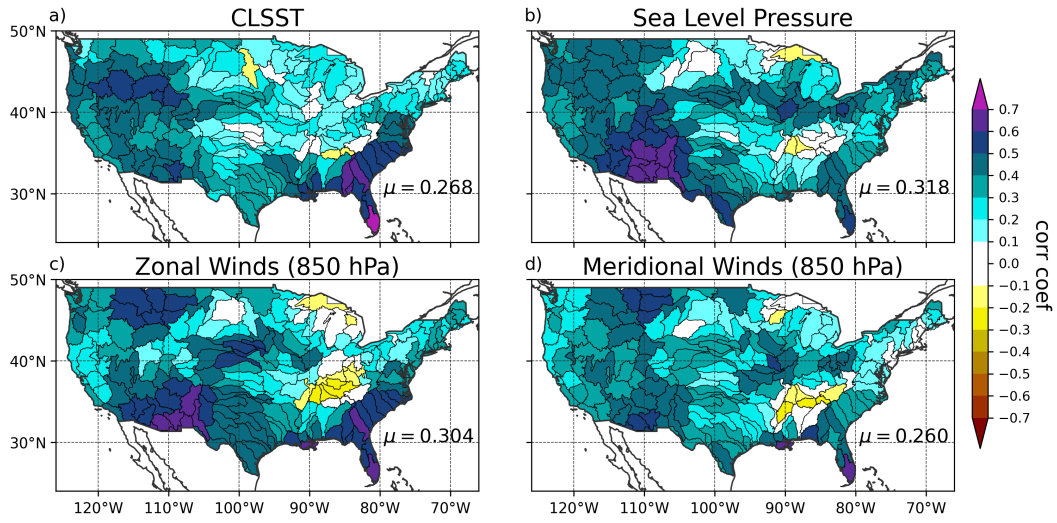 a) CLSST
b) Sea Level Pressure
50°N
40°N
30°N
μ = 0.268
μ = 0.318
c) Zonal Winds (850 hPa)
d) Meridional Winds (850 hPa)
50°N
40°N
30°N
μ = 0.304
μ = 0.260
120°W 110°W 100°W 90°W 80°W 70°W
120°W 110°W 100°W 90°W 80°W 70°W
0.7
0.6
0.5
0.4
0.3
0.2
0.1
0.0
−0.1
−0.2
−0.3
−0.4
−0.5
−0.6
−0.7
corr coef